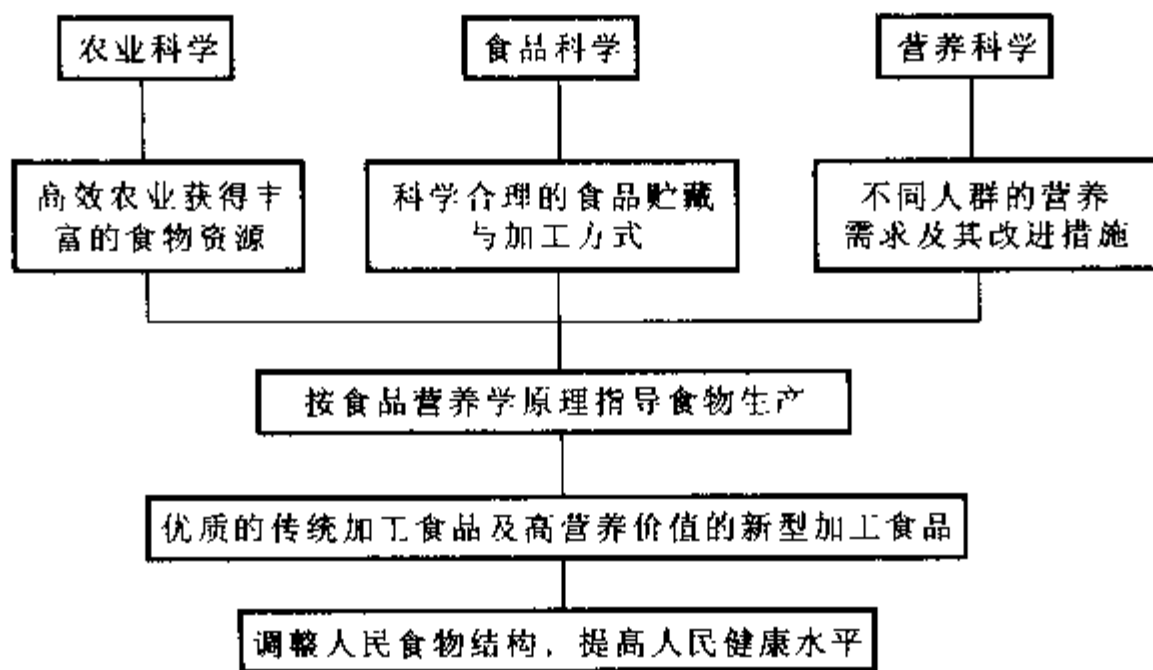 农业科学
食品科学
营养科学
高效农业获得丰
富的食物资源
科学合理的食品贮藏
与加工方式
不同人群的营养
需求及其改进措施
按食品营养学原理指导食物生产
优质的传统加工食品及高营养价值的新型加工食品
调整人民食物结构，提高人民健康水平